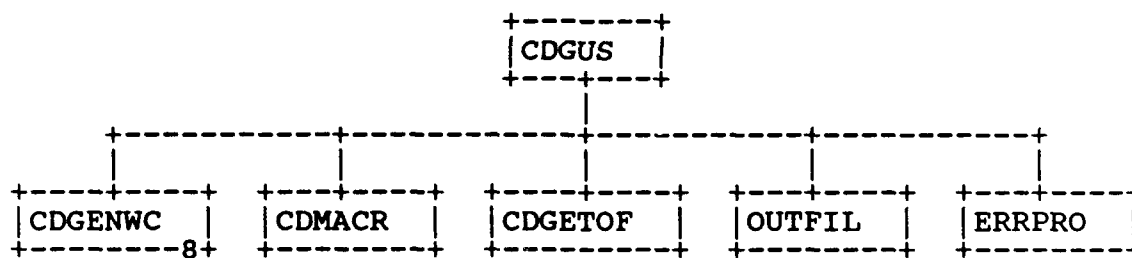 CDGUS
CDGENWC CDMACR CDGETOF OUTFIL ERRPRO
8